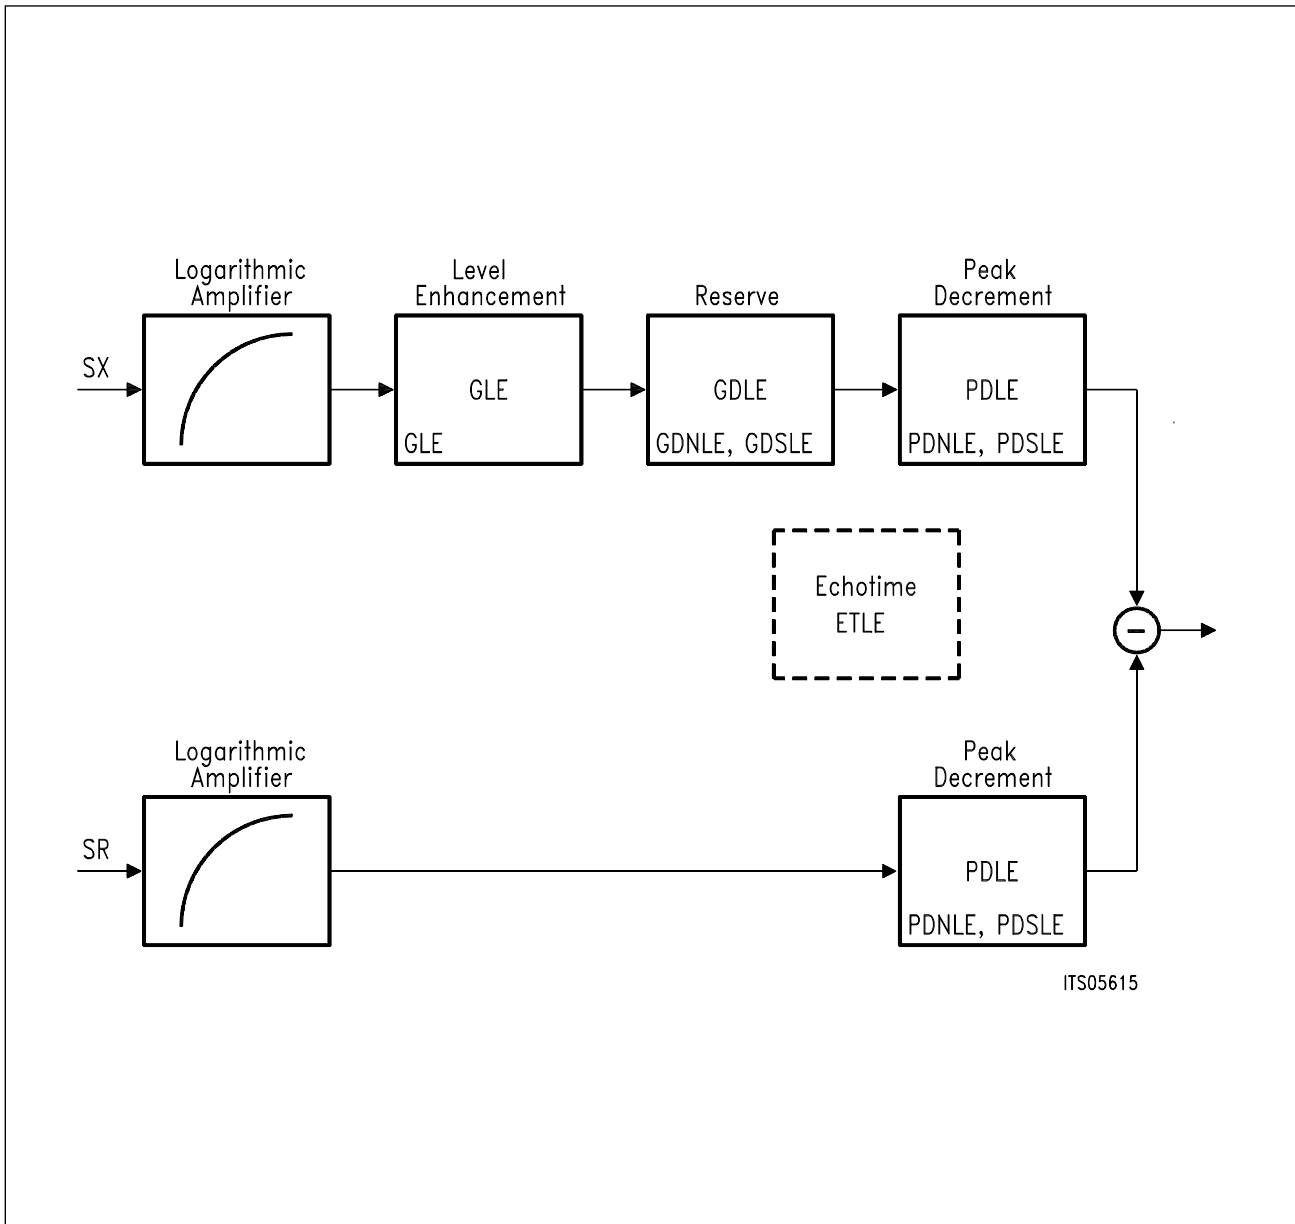 Logarithmic
Amplifier
Level
Enhancement
Reserve
Peak
Decrement
SX
GLE
GLE
GDLE
GDNLE, GDSLE
PDLE
PDNLE, PDSLE
Echotime
ETLE
−
Logarithmic
Amplifier
Peak
Decrement
SR
PDLE
PDNLE, PDSLE
ITS05615